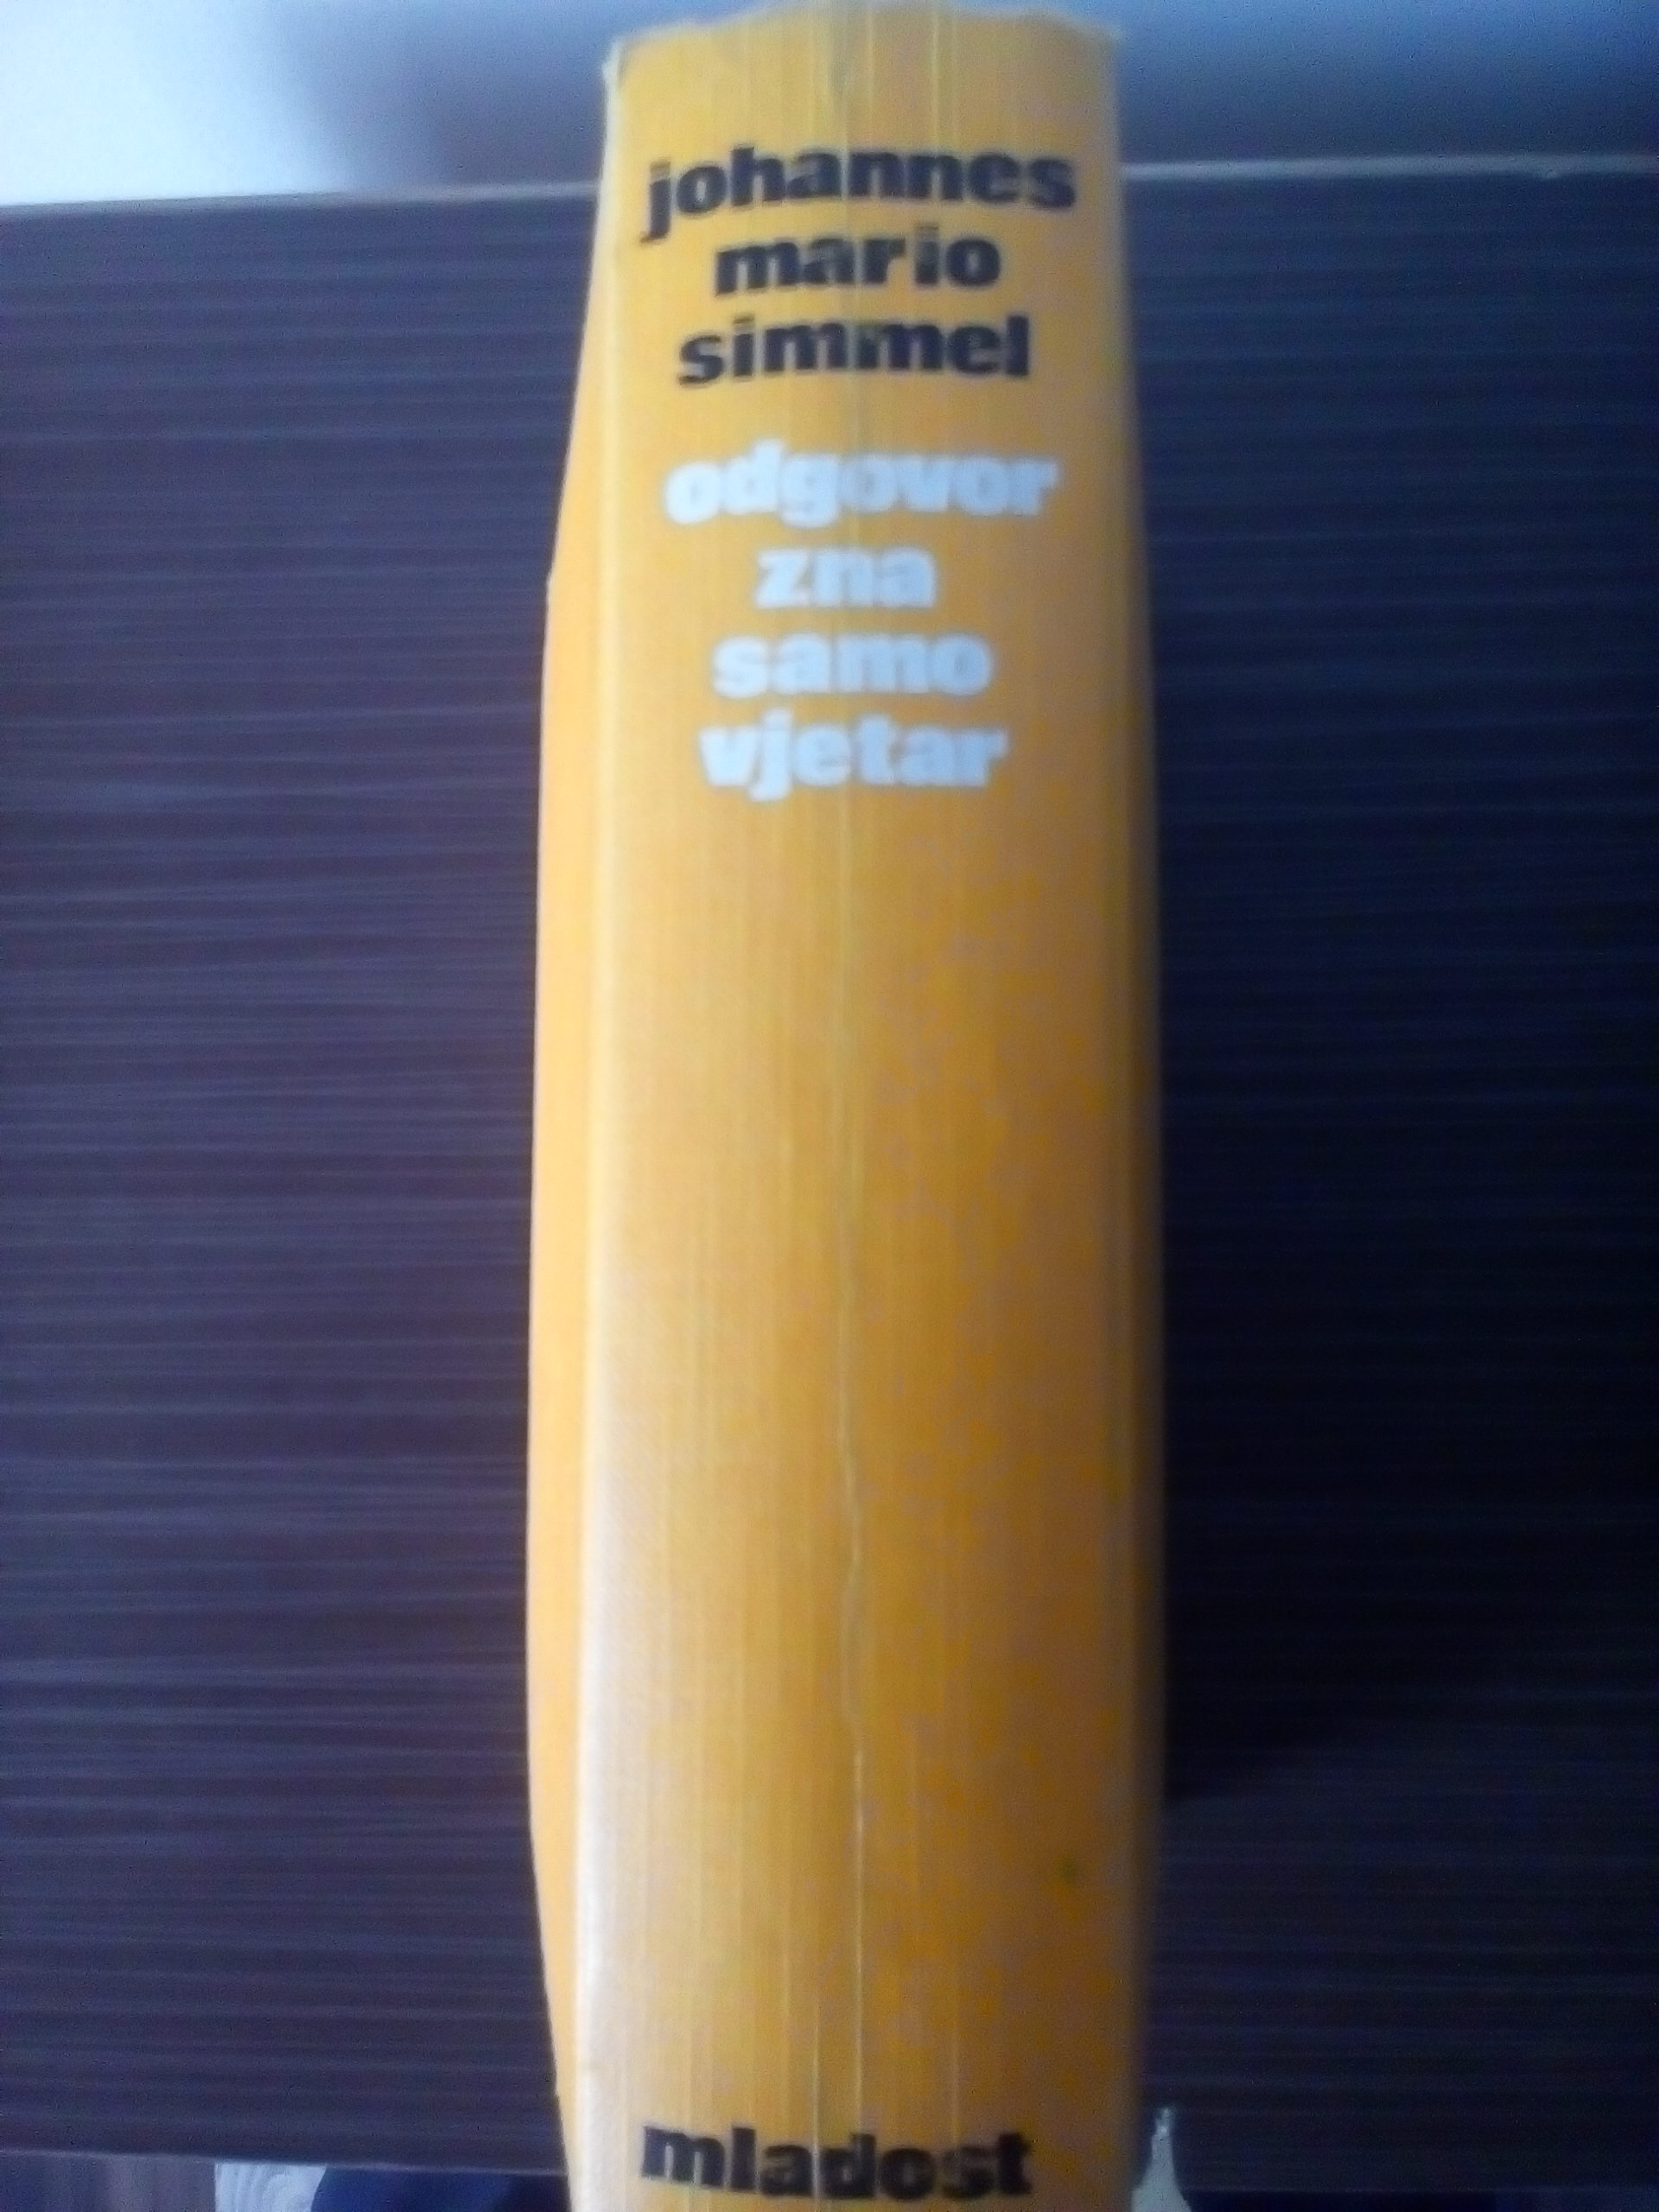 johannes
mario
simmel
odgovor
zna
samo
vjetar
mladost